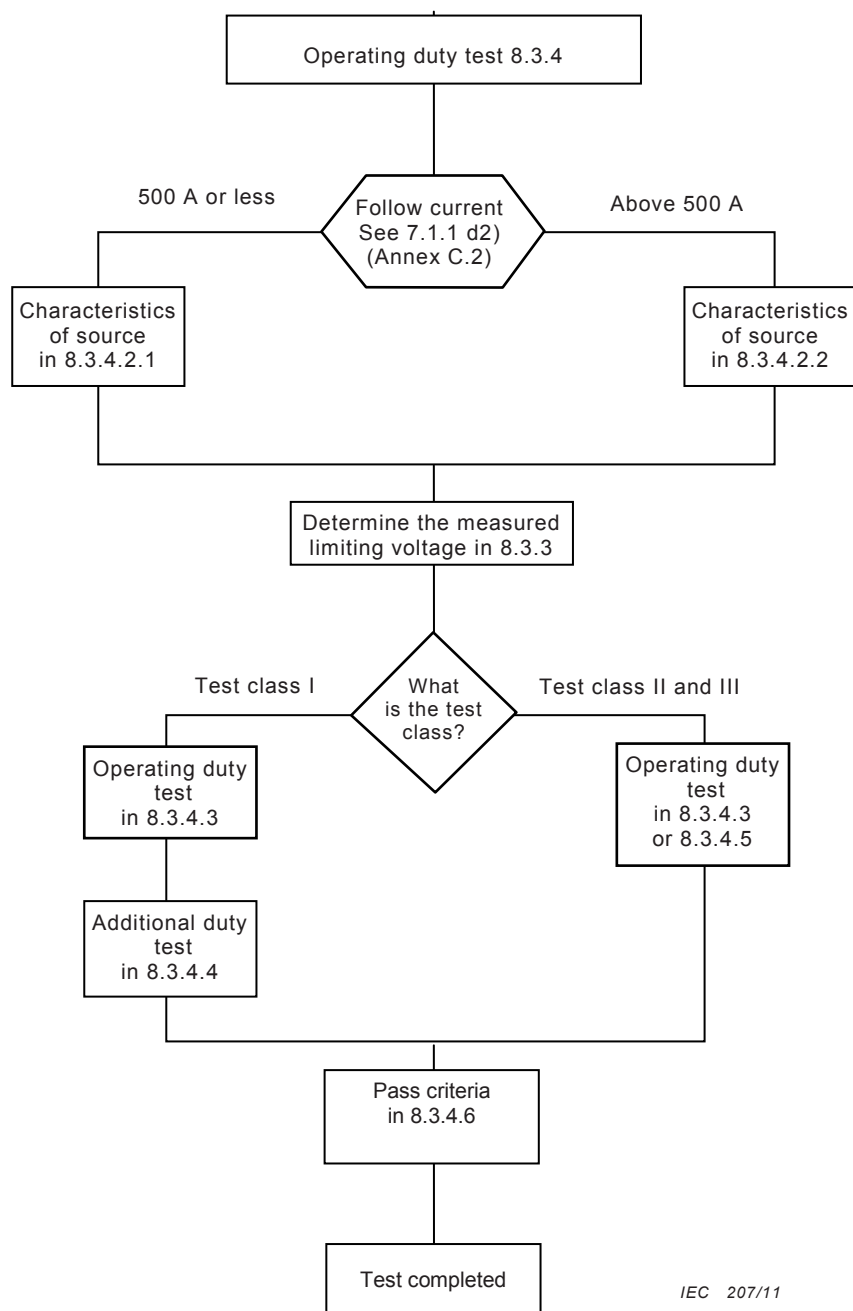 Operating duty test 8.3.4
500 A or less
Follow current
See 7.1.1 d2)
(Annex C.2)
Above 500 A
Characteristics
of source
in 8.3.4.2.1
Characteristics
of source
in 8.3.4.2.2
Determine the measured
limiting voltage in 8.3.3
Test class I
What
is the test
class?
Test class II and III
Operating duty
test
in 8.3.4.3
Operating duty
test
in 8.3.4.3
or 8.3.4.5
Additional duty
test
in 8.3.4.4
Pass criteria
in 8.3.4.6
Test completed
IEC 207/11